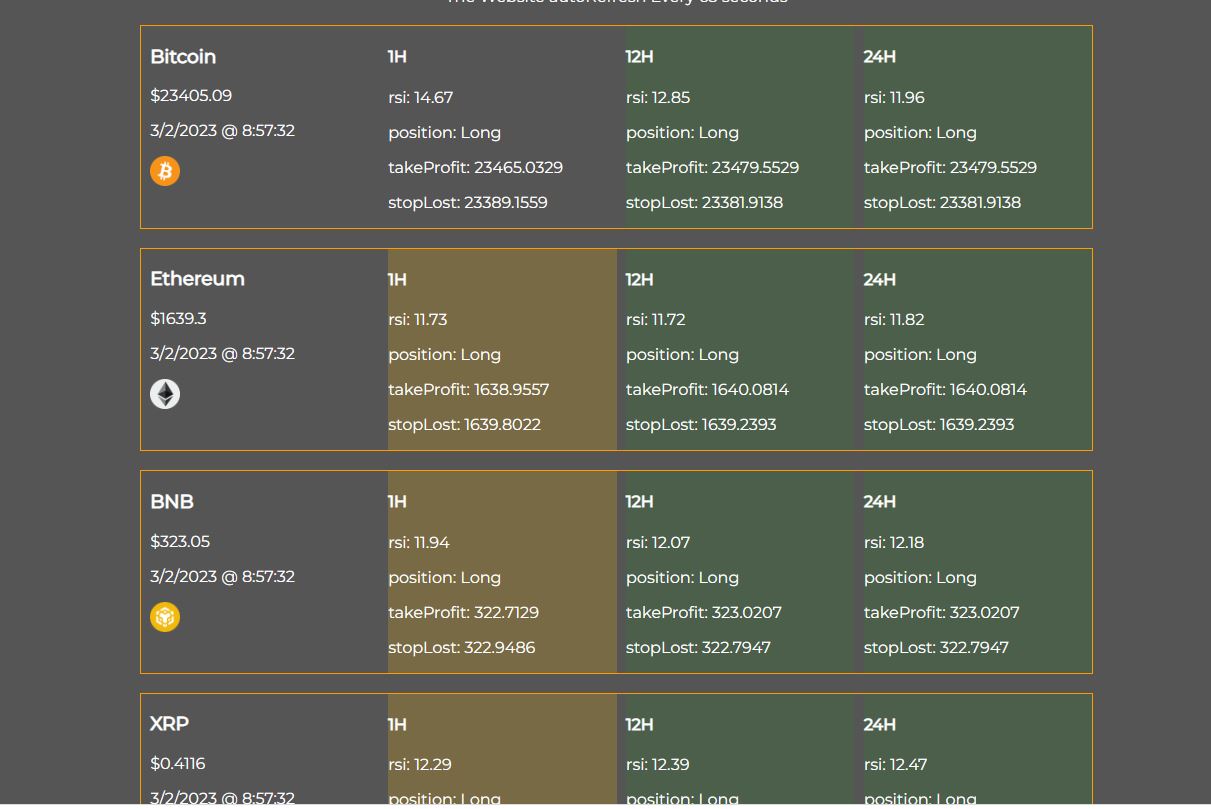 The Website autoRefresh Every 65 seconds
Bitcoin
$23405.09
3/2/2023 @ 8:57:32
1H
rsi: 14.67
position: Long
takeProfit: 23465.0329
stopLost: 23389.1559
12H
rsi: 12.85
position: Long
takeProfit: 23479.5529
stopLost: 23381.9138
24H
rsi: 11.96
position: Long
takeProfit: 23479.5529
stopLost: 23381.9138
Ethereum
$1639.3
3/2/2023 @ 8:57:32
1H
rsi: 11.73
position: Long
takeProfit: 1638.9557
stopLost: 1639.8022
12H
rsi: 11.72
position: Long
takeProfit: 1640.0814
stopLost: 1639.2393
24H
rsi: 11.82
position: Long
takeProfit: 1640.0814
stopLost: 1639.2393
BNB
$323.05
3/2/2023 @ 8:57:32
1H
rsi: 11.94
position: Long
takeProfit: 322.7129
stopLost: 322.9486
12H
rsi: 12.07
position: Long
takeProfit: 323.0207
stopLost: 322.7947
24H
rsi: 12.18
position: Long
takeProfit: 323.0207
stopLost: 322.7947
XRP
$0.4116
3/2/2023 @ 8:57:32
1H
rsi: 12.29
position: Long
12H
rsi: 12.39
position: Long
24H
rsi: 12.47
position: Long